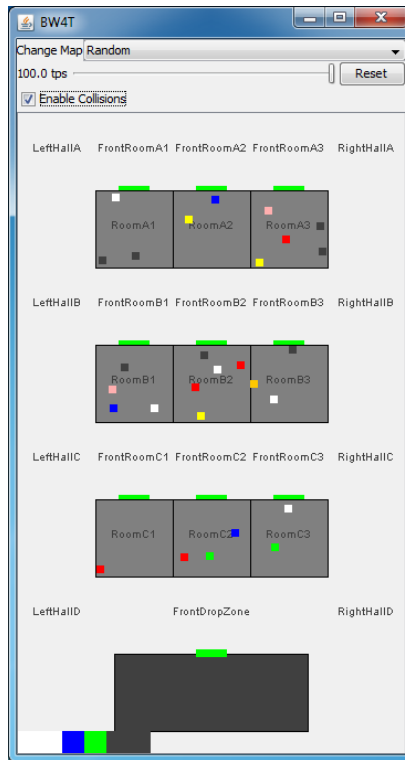 BW4T
Change Map Random
100.0 tps Reset
Enable Collisions
LeftHallA FrontRoomA1 FrontRoomA2 FrontRoomA3 RightHallA
RoomA1 RoomA2 RoomA3
LeftHallB FrontRoomB1 FrontRoomB2 FrontRoomB3 RightHallB
RoomB1 RoomB2 RoomB3
LeftHallC FrontRoomC1 FrontRoomC2 FrontRoomC3 RightHallC
RoomC1 RoomC2 RoomC3
LeftHallD FrontDropZone RightHallD